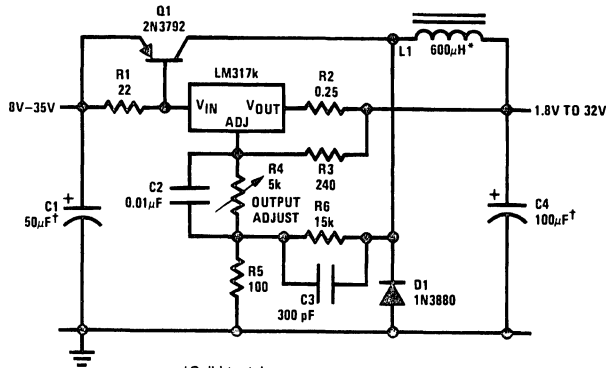 Q1
2N3792
L1
600μH*
R1
22
LM317k
VIN
VOUT
ADJ
R2
0.25
8V–35V
1.8V TO 32V
R4
5k
OUTPUT
ADJUST
R3
240
C1
50μF†
+
C2
0.01μF
R6
15k
+
C4
100μF†
R5
100
C3
300 pF
D1
1N3880